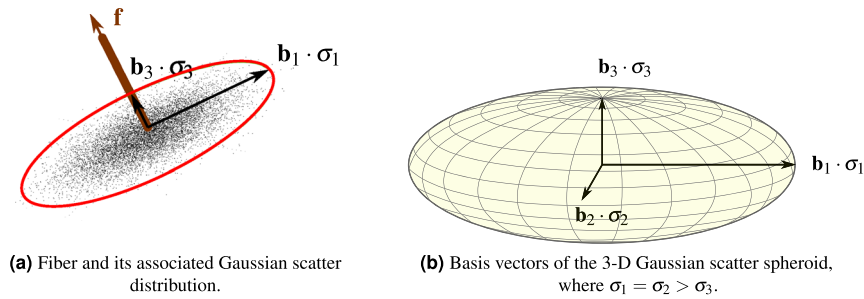 f
b₃ · σ₃
b₁ · σ₁
b₃ · σ₃
b₁ · σ₁
b₂ · σ₂
(a) Fiber and its associated Gaussian scatter
distribution.
(b) Basis vectors of the 3-D Gaussian scatter spheroid,
where σ₁ = σ₂ > σ₃.